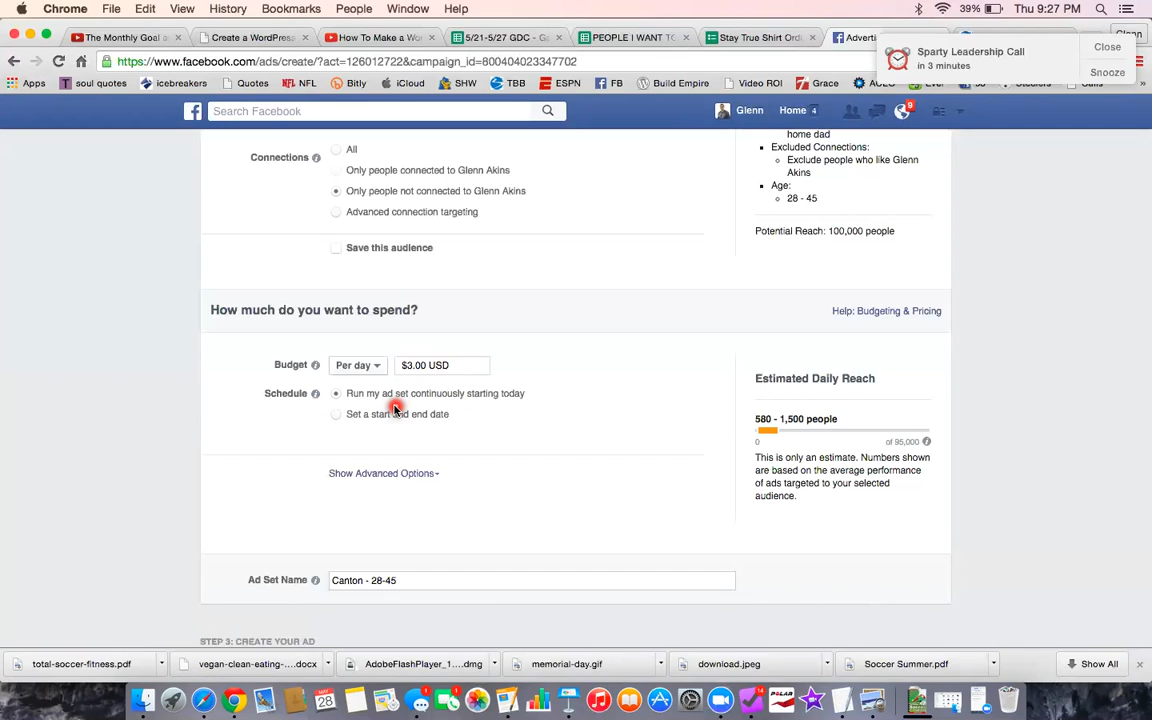 Chrome File Edit View History Bookmarks People Window Help 39% Thu 9:27 PM
The Monthly Goal a
Create a WordPress
How To Make a Wo
5/21-5/27 GDC - G
PEOPLE I WANT TO
Stay True Shirt Ord
Adverti
Glenn
https://www.facebook.com/ads/create/?act=126012722&campaign_id=800404023347702
Sparty Leadership Call
in 3 minutes
Close
Snooze
Apps soul quotes icebreakers Quotes NFL Bitly iCloud SHW TBB ESPN FB Build Empire Video ROI Grace
Search Facebook
Glenn Home 4 9
home dad
Excluded Connections:
Exclude people who like Glenn
Akins
Age:
28 - 45
Potential Reach: 100,000 people
Connections
All
Only people connected to Glenn Akins
Only people not connected to Glenn Akins
Advanced connection targeting
Save this audience
How much do you want to spend?
Help: Budgeting & Pricing
Budget Per day $3.00 USD
Schedule Run my ad set continuously starting today
Set a start and end date
Show Advanced Options
Estimated Daily Reach
580 - 1,500 people
0 of 95,000
This is only an estimate. Numbers shown
are based on the average performance
of ads targeted to your selected
audience.
Ad Set Name Canton - 28-45
STEP 3: CREATE YOUR AD
total-soccer-fitness.pdf vegan-clean-eating-....docx AdobeFlashPlayer_1....dmg memorial-day.gif download.jpeg Soccer Summer.pdf Show All
28
1
1
14
POLAR